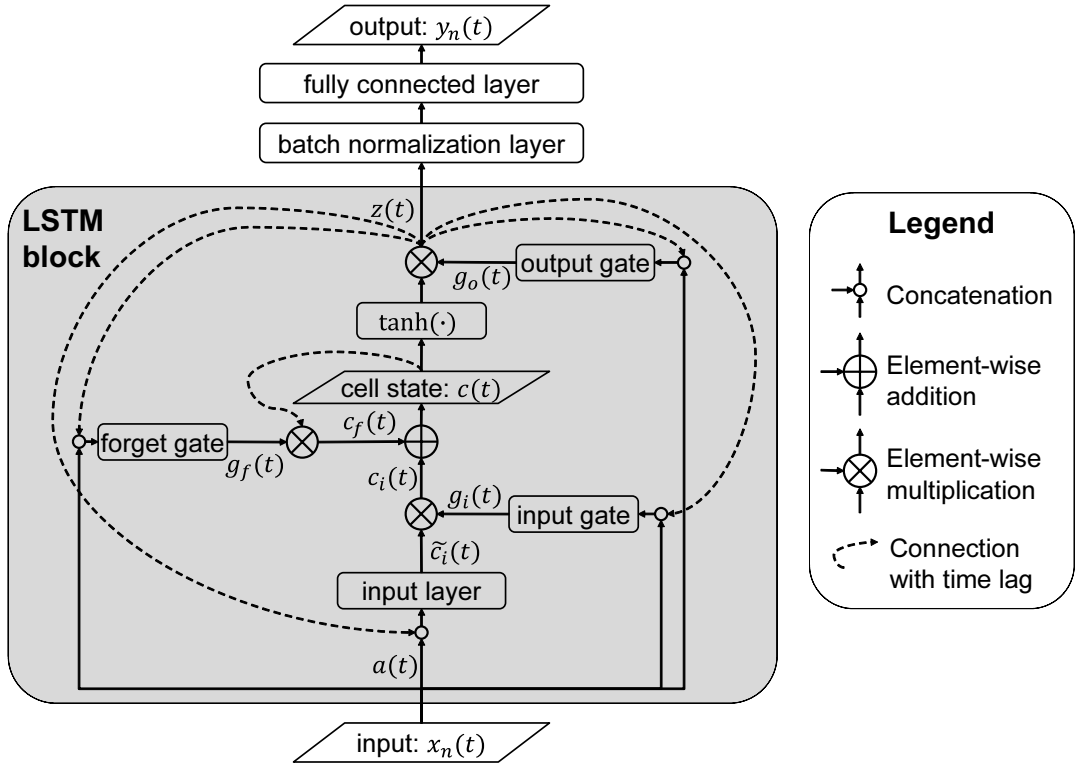 output: yₙ(t)
fully connected layer
batch normalization layer
LSTM
block
z(t)
output gate
gₒ(t)
tanh(·)
cell state: c(t)
forget gate
c_f(t)
g_f(t)
c_i(t)
g_i(t)
input gate
c̃_i(t)
input layer
a(t)
input: xₙ(t)
Legend
Concatenation
Element-wise
addition
Element-wise
multiplication
Connection
with time lag